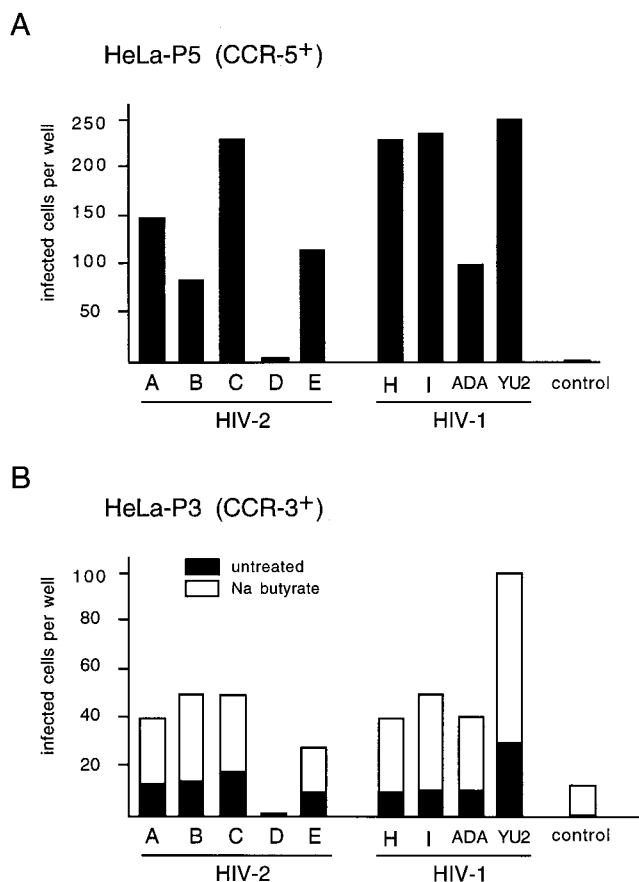 A
HeLa-P5 (CCR-5+)
infected cells per well
250
200
150
100
50
A B C D E H I ADA YU2 control
HIV-2 HIV-1
B
HeLa-P3 (CCR-3+)
untreated
Na butyrate
infected cells per well
100
80
60
40
20
A B C D E H I ADA YU2 control
HIV-2 HIV-1